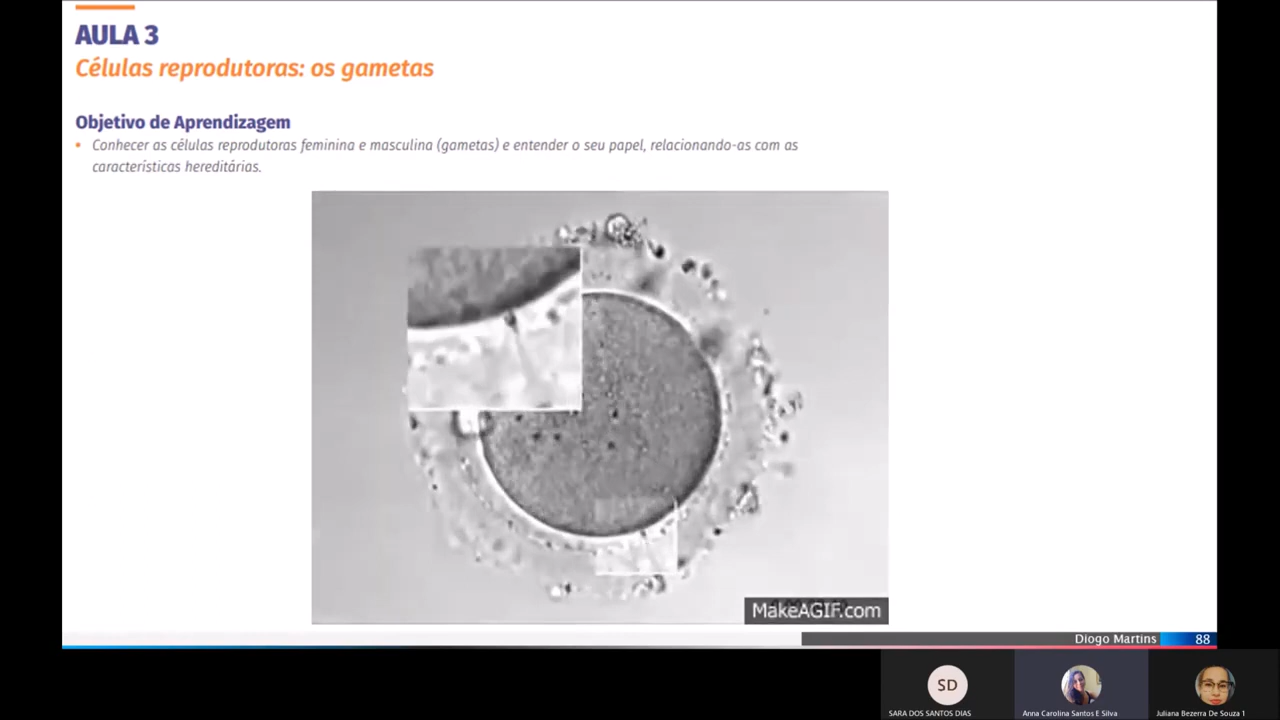 AULA 3
Células reprodutoras: os gametas
Objetivo de Aprendizagem
• Conhecer as células reprodutoras feminina e masculina (gametas) e entender o seu papel, relacionando-as com as
características hereditárias.
MakeAGIF.com
Diogo Martins 88
SD
SARA DOS SANTOS DIAS
Anna Carolina Santos E Silva
Juliana Bezerra De Souza 1